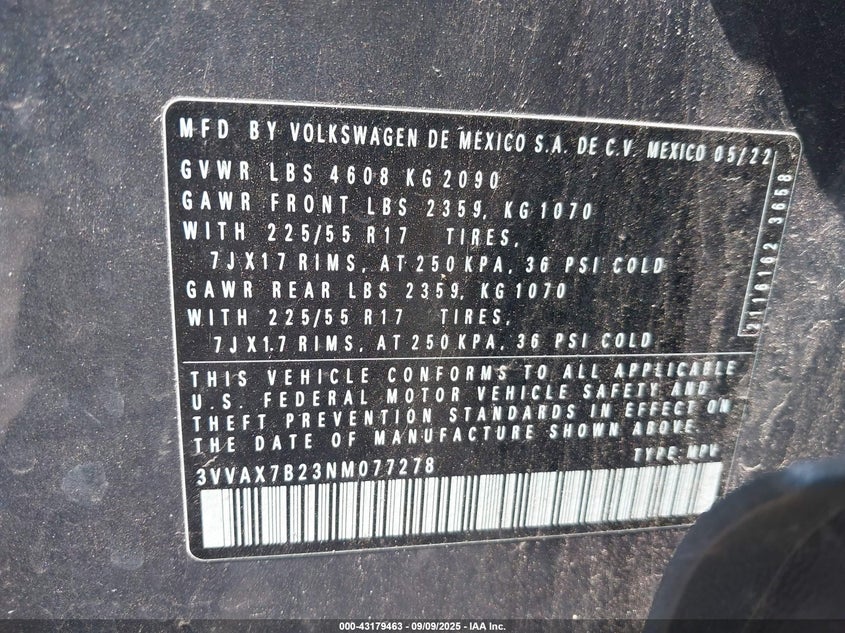 MFD BY VOLKSWAGEN DE MEXICO S.A. DE C.V. MEXICO 05/22
GVWR LBS 4608 KG 2090
GAWR FRONT LBS 2359, KG 1070
WITH 225/55 R17 TIRES,
7JX17 RIMS, AT 250 KPA, 36 PSI COLD
GAWR REAR LBS 2359, KG 1070
WITH 225/55 R17 TIRES,
7JX17 RIMS, AT 250 KPA, 36 PSI COLD
2116162 3658
THIS VEHICLE CONFORMS TO ALL APPLICABLE
U.S. FEDERAL MOTOR VEHICLE SAFETY AND
THEFT PREVENTION STANDARDS IN EFFECT ON
THE DATE OF MANUFACTURE SHOWN ABOVE.
3VVAX7B23NM077278
TYPE: MPV
000-43179463 - 09/09/2025 - IAA Inc.